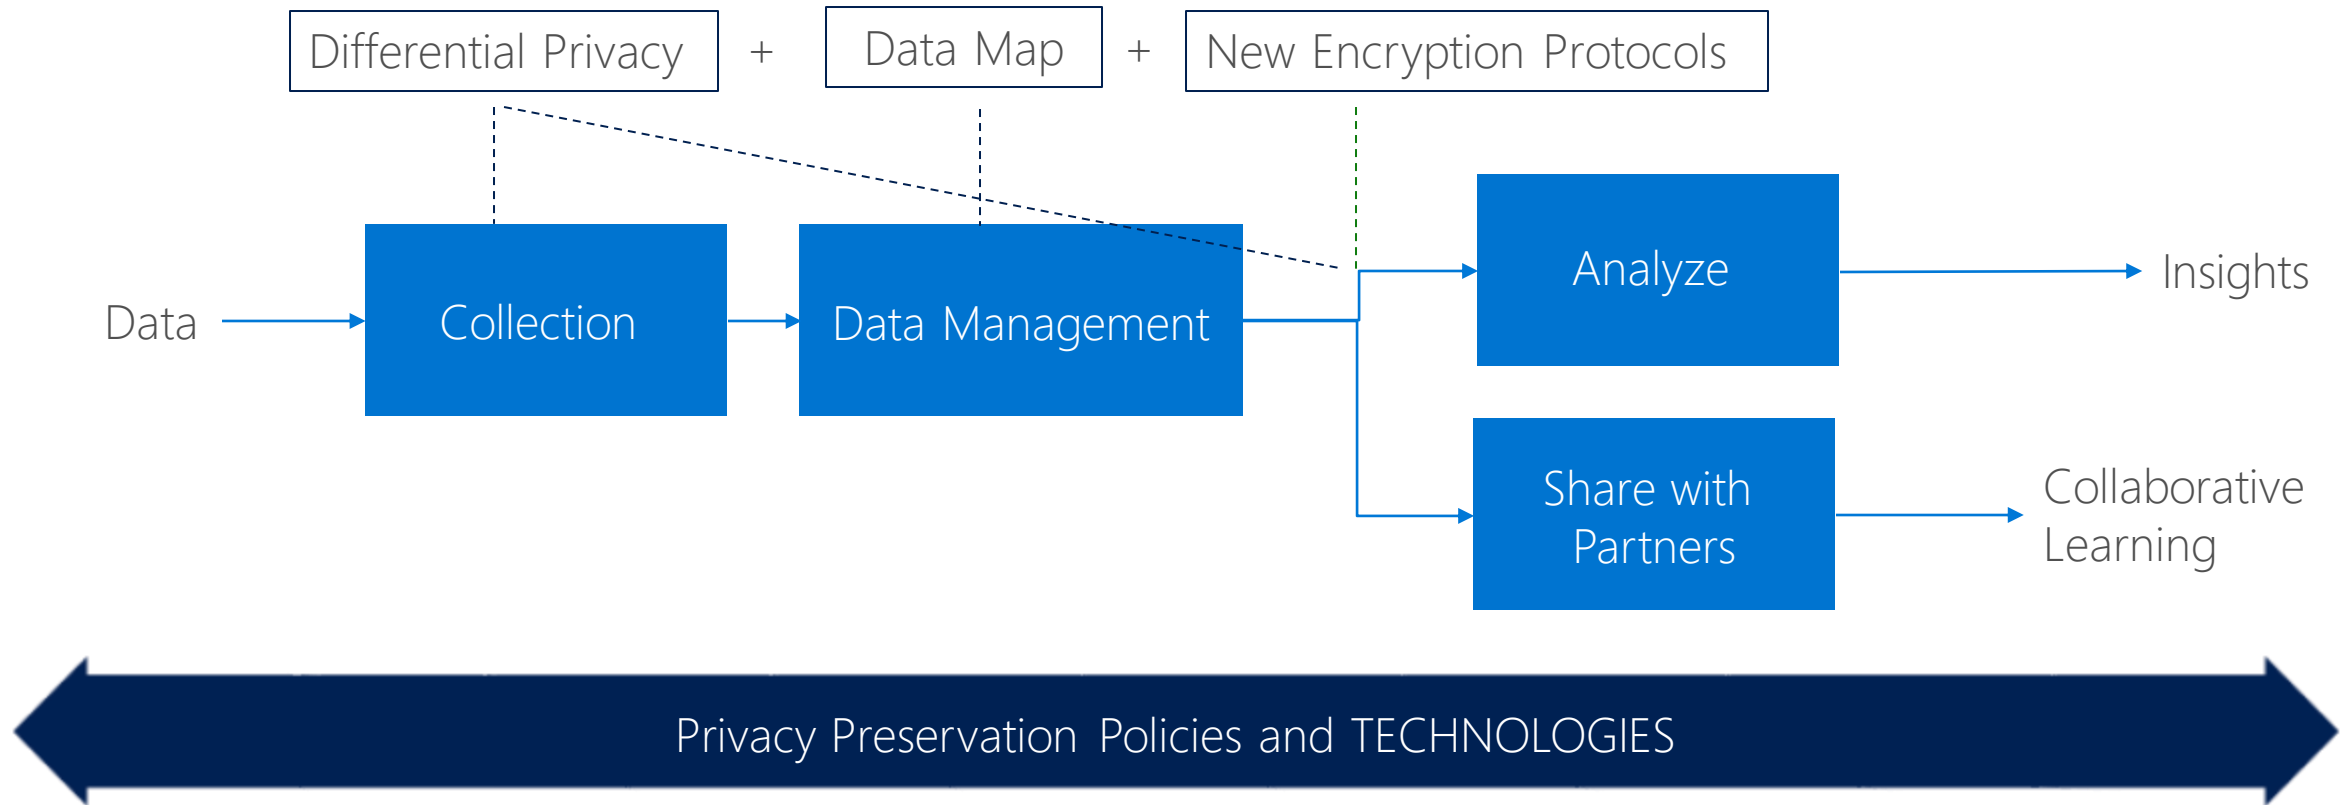 Differential Privacy + Data Map + New Encryption Protocols
Data
Collection
Data Management
Analyze
Insights
Share with
Partners
Collaborative
Learning
Privacy Preservation Policies and TECHNOLOGIES